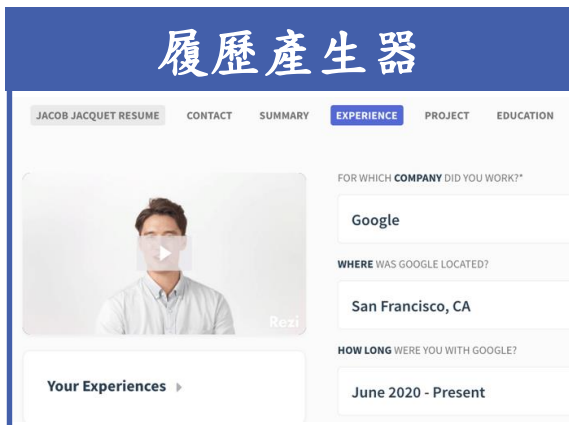 履歷產生器
JACOB JACQUET RESUME CONTACT SUMMARY EXPERIENCE PROJECT EDUCATION
FOR WHICH COMPANY DID YOU WORK?*
Google
WHERE WAS GOOGLE LOCATED?
San Francisco, CA
Rezi
HOW LONG WERE YOU WITH GOOGLE?
Your Experiences
June 2020 - Present